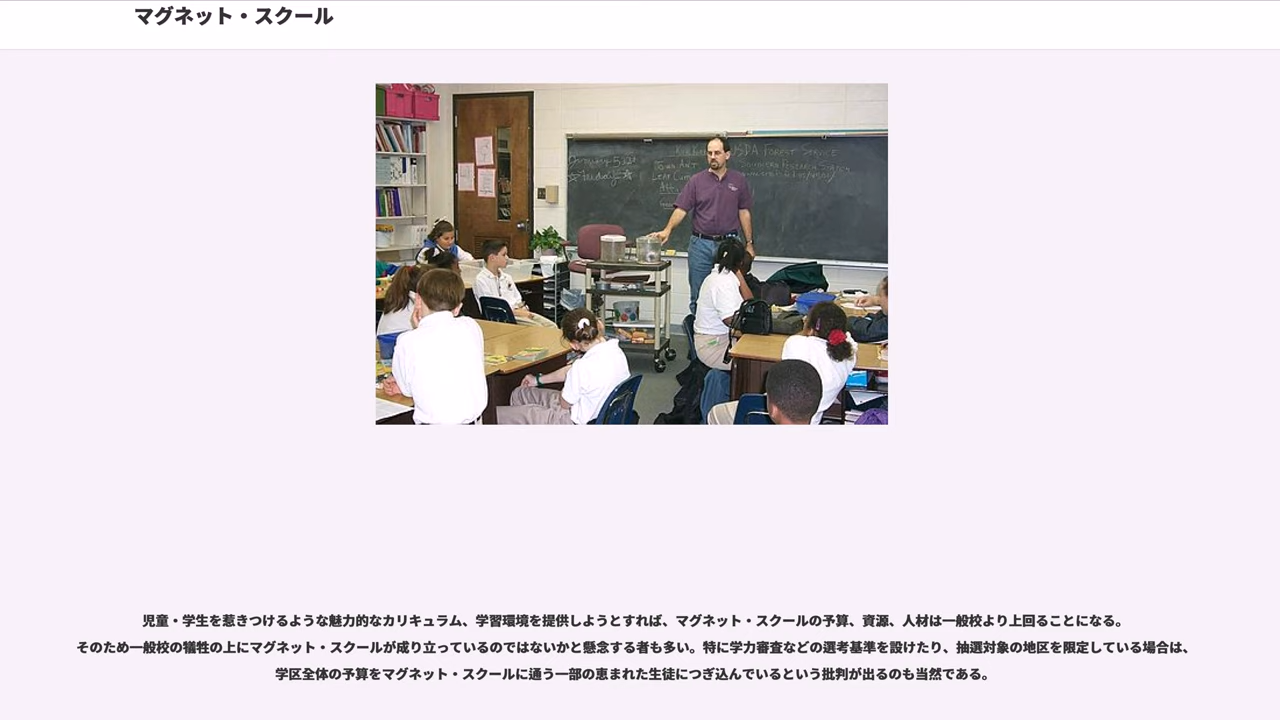 マグネット・スクール
USDA FOREST SERVICE
SOUTHERN RESEARCH STATION
児童・学生を惹きつけるような魅力的なカリキュラム、学習環境を提供しようとすれば、マグネット・スクールの予算、資源、人材は一般校より上回ることになる。
そのため一般校の犠牲の上にマグネット・スクールが成り立っているのではないかと懸念する者も多い。特に学力審査などの選考基準を設けたり、抽選対象の地区を限定している場合は、
学区全体の予算をマグネット・スクールに通う一部の恵まれた生徒につぎ込んでいるという批判が出るのも当然である。